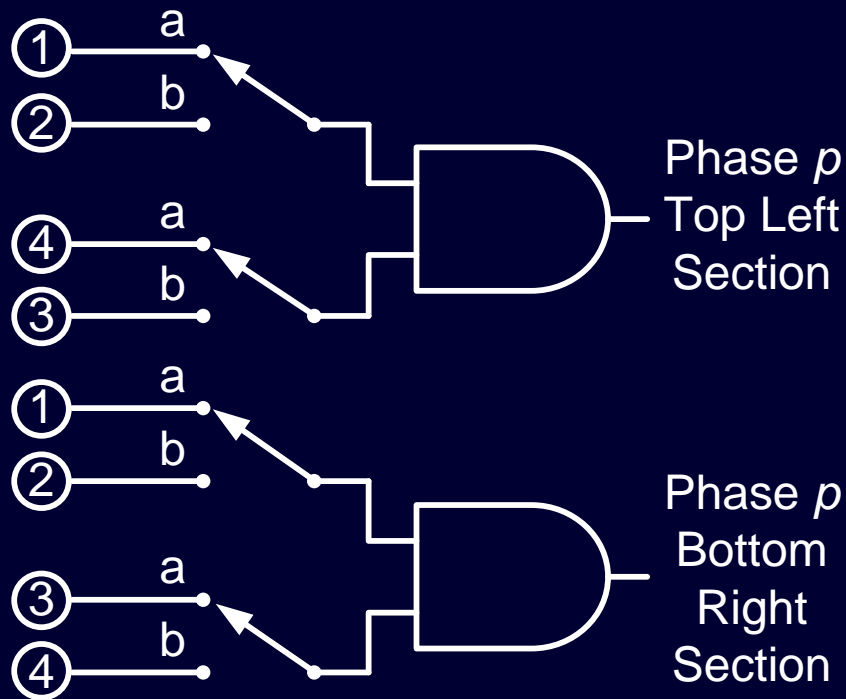 1 a
2 b
4 a
3 b
Phase p
Top Left
Section
1 a
2 b
3 a
4 b
Phase p
Bottom
Right
Section